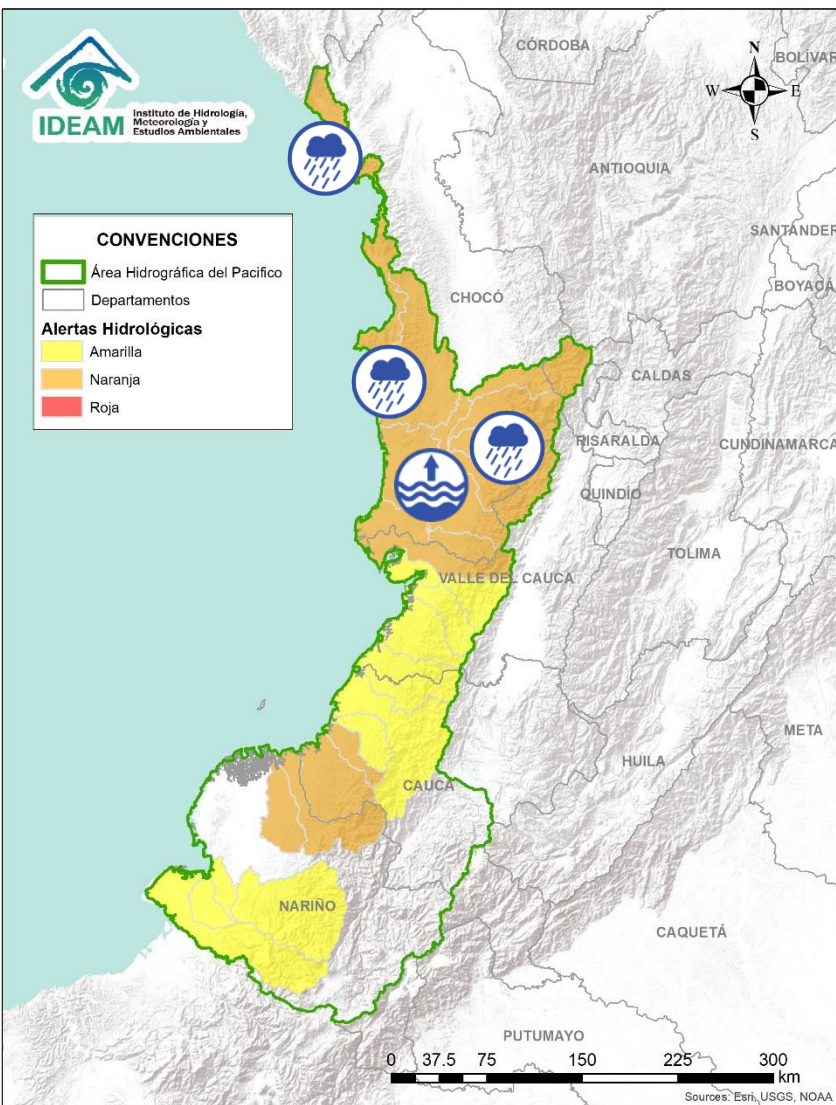 IDEAM
Instituto de Hidrología,
Meteorología y
Estudios Ambientales
CONVENCIONES
Área Hidrográfica del Pacifico
Departamentos
Alertas Hidrológicas
Amarilla
Naranja
Roja
N
W E
S
CÓRDOBA
BOLÍVAR
ANTIOQUIA
SANTANDER
BOYACÁ
CHOCÓ
CALDAS
RISARALDA
CUNDINAMARCA
QUINDÍO
TOLIMA
VALLE DEL CAUCA
META
HUILA
CAUCA
NARIÑO
CAQUETÁ
PUTUMAYO
0 37.5 75 150 225 300
km
Sources: Esri, USGS, NOAA